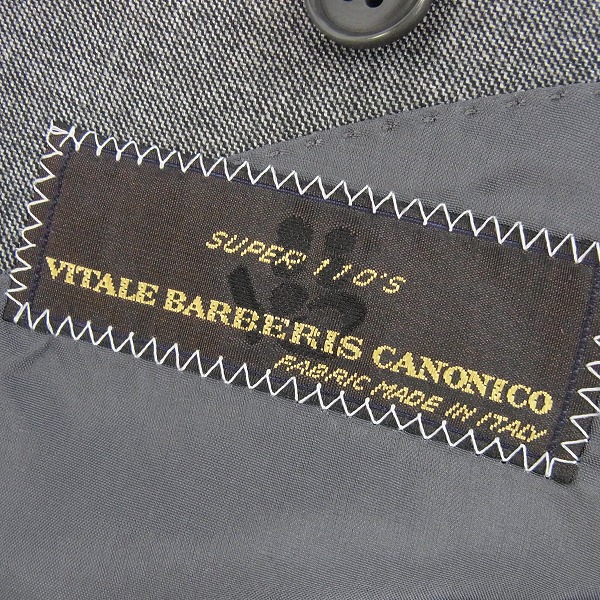 SUPER 110'S
VITALE BARBERIS CANONICO
FABRIC MADE IN ITALY